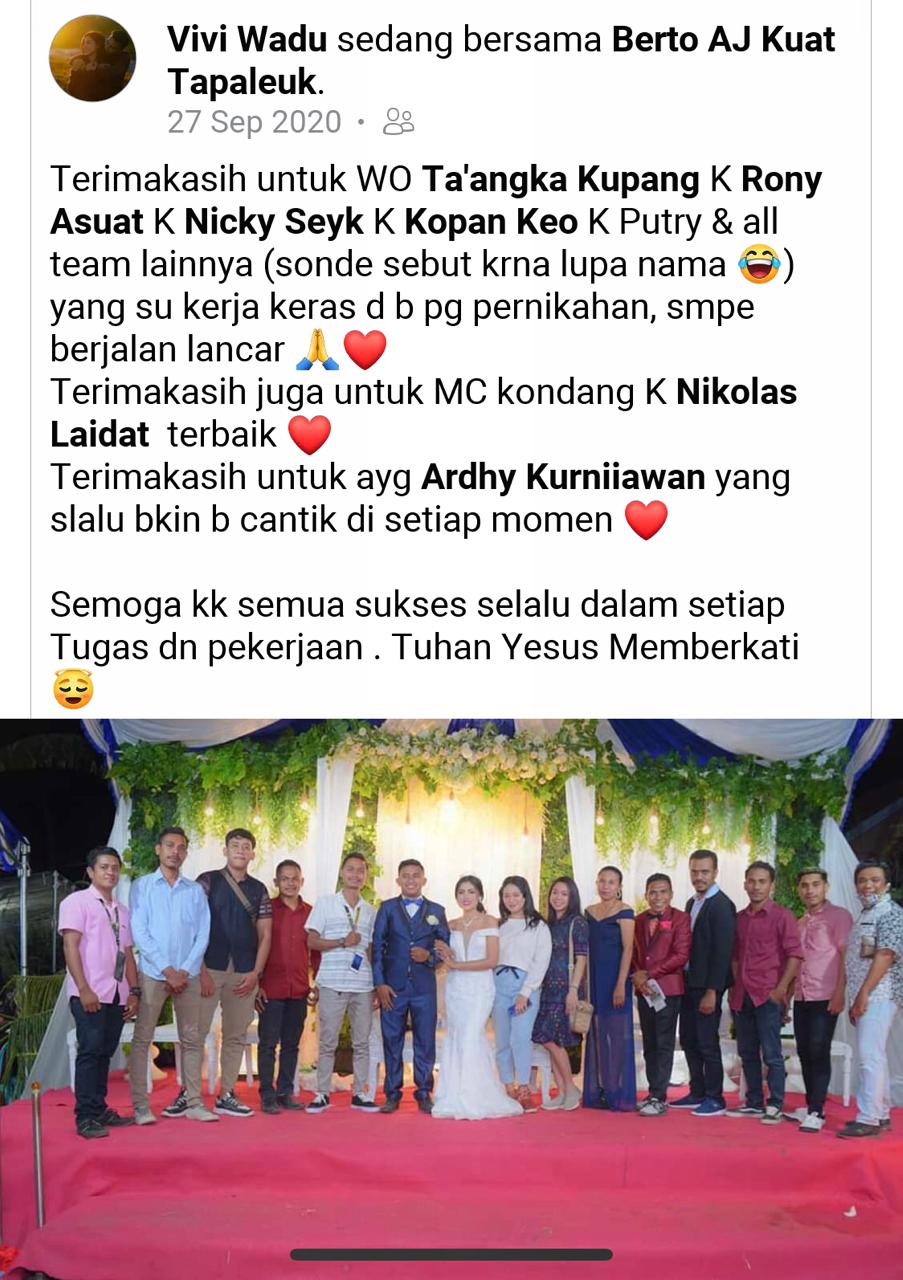 Vivi Wadu sedang bersama Berto AJ Kuat
Tapaleuk.
27 Sep 2020 •
Terimakasih untuk WO Ta'angka Kupang K Rony
Asuat K Nicky Seyk K Kopan Keo K Putry & all
team lainnya (sonde sebut krna lupa nama 😂)
yang su kerja keras d b pg pernikahan, smpe
berjalan lancar 🙏❤️
Terimakasih juga untuk MC kondang K Nikolas
Laidat terbaik ❤️
Terimakasih untuk ayg Ardhy Kurniiawan yang
slalu bkin b cantik di setiap momen ❤️
Semoga kk semua sukses selalu dalam setiap
Tugas dn pekerjaan . Tuhan Yesus Memberkati
😇